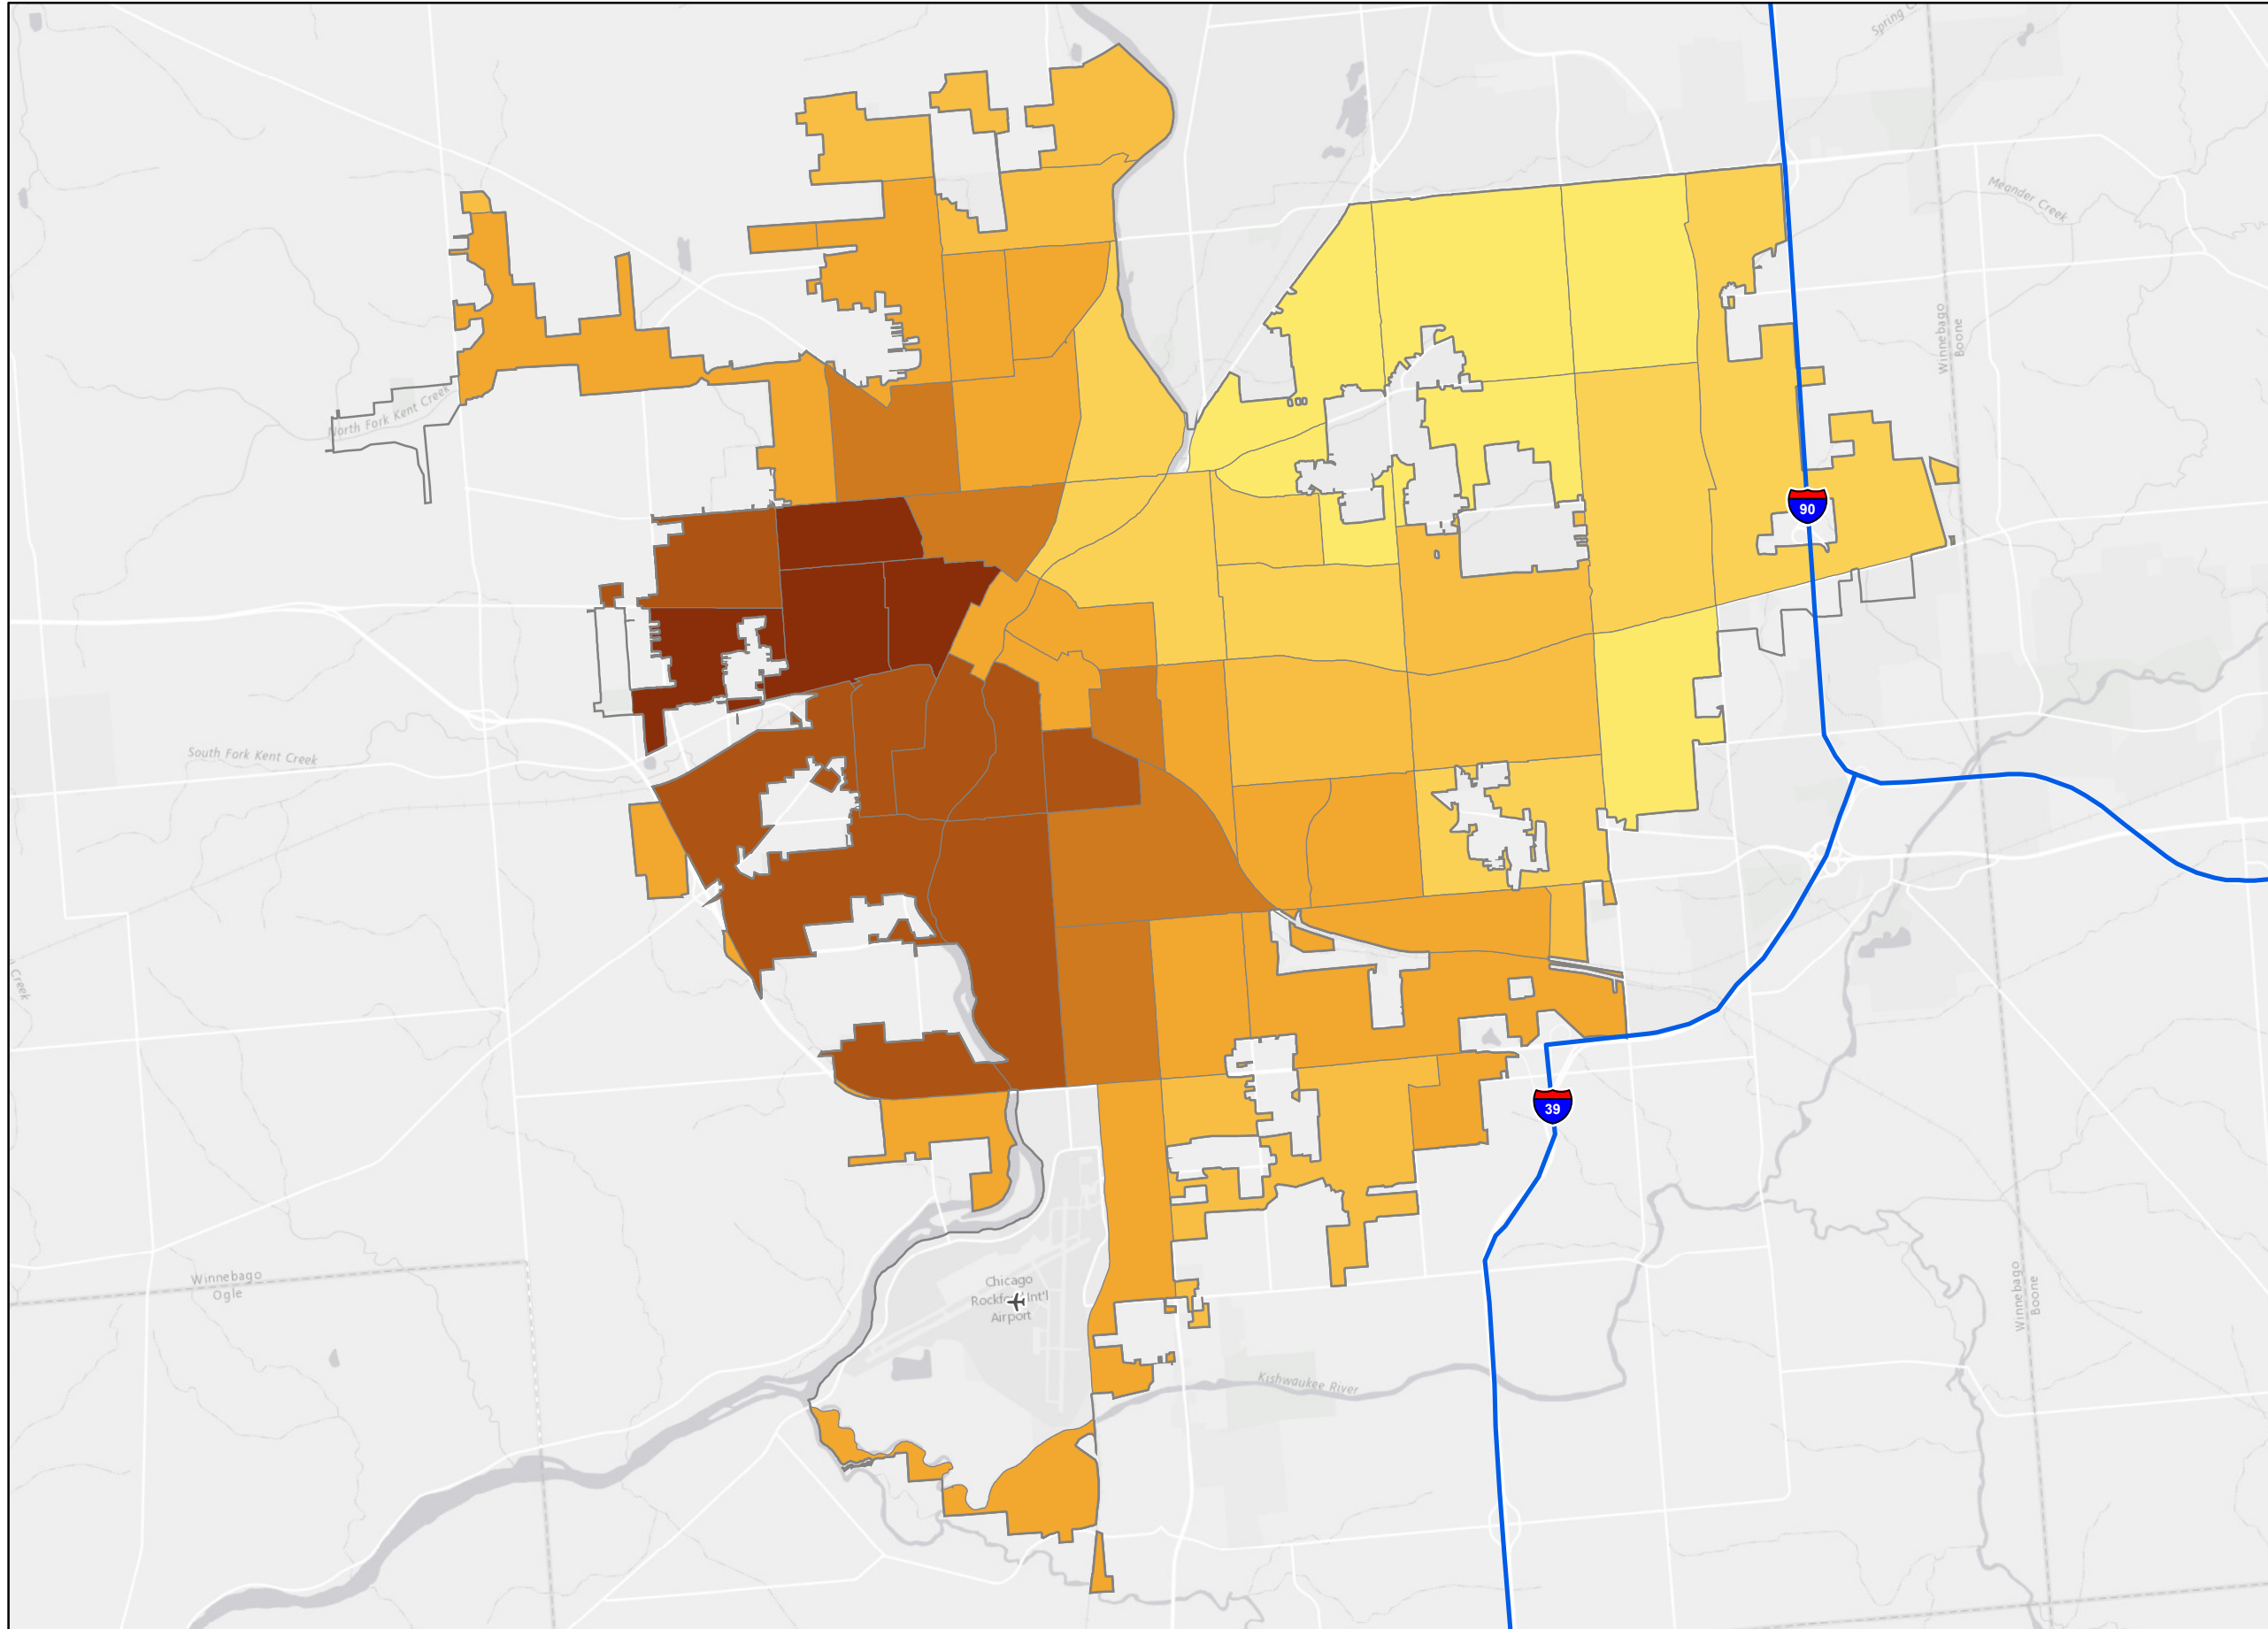 Spring C
Meander Creek
Winnebago
Boone
North Fork Kent Creek
90
South Fork Kent Creek
Creek
39
Winnebago
Ogle
Chicago
Rockford Int'l
Airport
Winnebago
Boone
Kishwaukee River